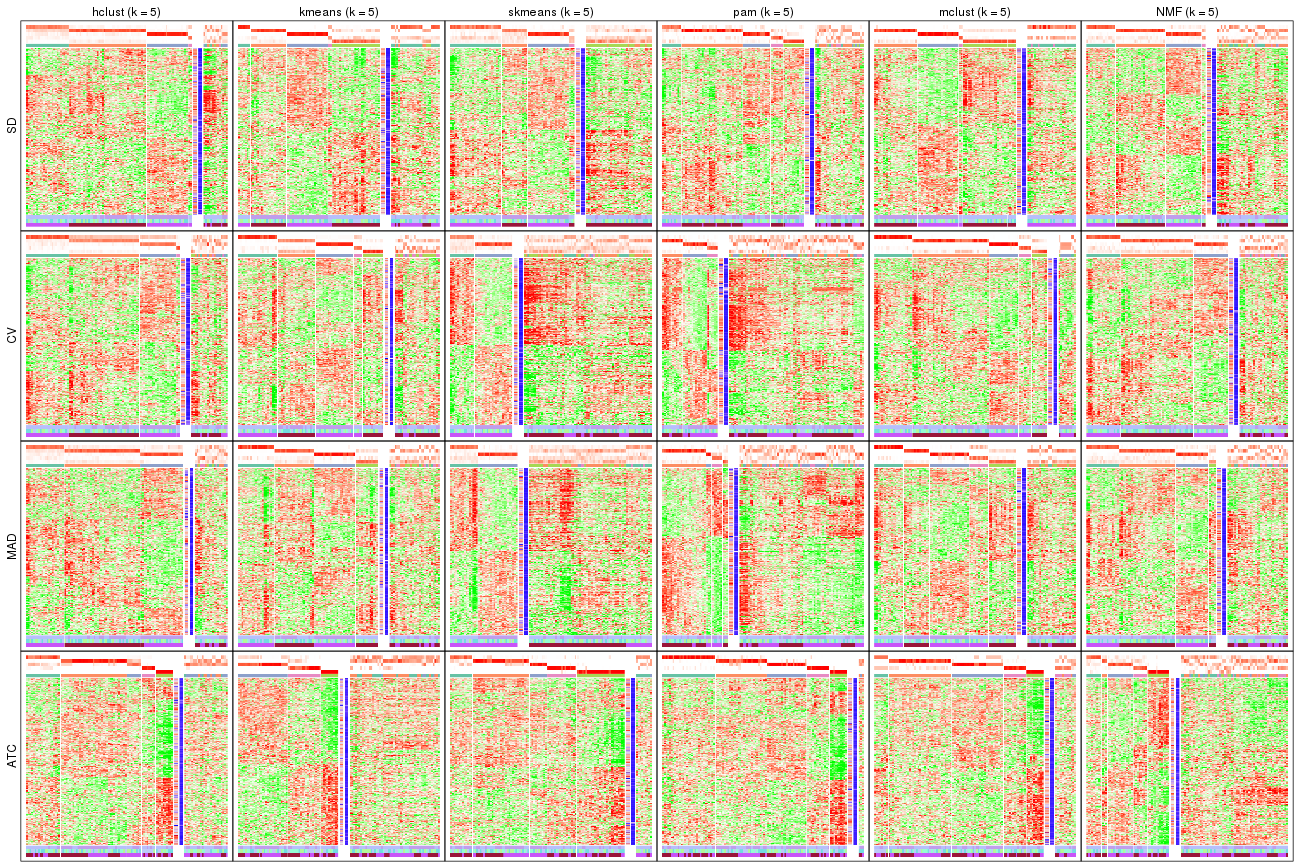 hclust (k = 5) kmeans (k = 5) skmeans (k = 5) pam (k = 5) mclust (k = 5) NMF (k = 5)
SD
CV
MAD
ATC